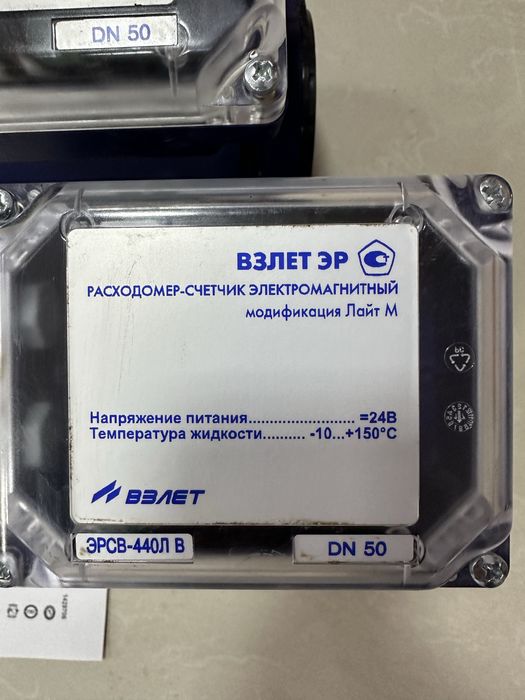 DN 50
ВЗЛЕТ ЭР
РАСХОДОМЕР-СЧЕТЧИК ЭЛЕКТРОМАГНИТНЫЙ
модификация Лайт М
PC
Напряжение питания.......................... =24В
Температура жидкости.......... -10...+150°С
ВЗЛЕТ
ЭРСВ-440Л В
DN 50